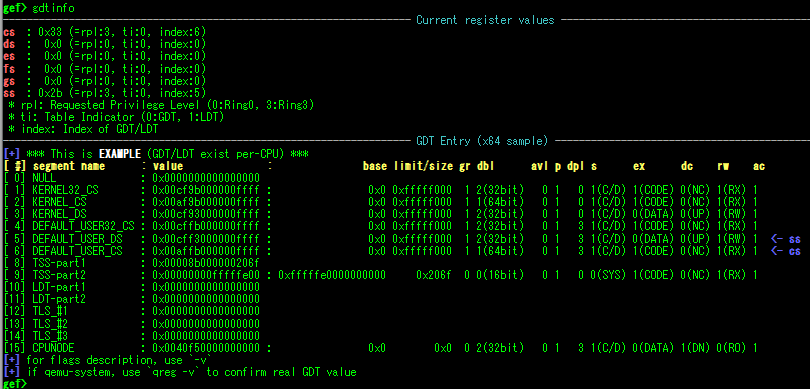 gef> gdtinfo
Current register values
cs : 0x33 (=rpl:3, ti:0, index:6)
ds : 0x0 (=rpl:0, ti:0, index:0)
es : 0x0 (=rpl:0, ti:0, index:0)
fs : 0x0 (=rpl:0, ti:0, index:0)
gs : 0x0 (=rpl:0, ti:0, index:0)
ss : 0x2b (=rpl:3, ti:0, index:5)
* rpl: Requested Privilege Level (0:Ring0, 3:Ring3)
* ti: Table Indicator (0:GDT, 1:LDT)
* index: Index of GDT/LDT
GDT Entry (x64 sample)
[+] *** This is EXAMPLE (GDT/LDT exist per-CPU) ***
[ #] segment name : value : base limit/size gr dbl avl p dpl s ex dc rw ac
[ 0] NULL : 0x0000000000000000
[ 1] KERNEL32_CS : 0x00cf9b000000ffff : 0x0 0xfffff000 1 2(32bit) 0 1 0 1(C/D) 1(CODE) 0(NC) 1(RX) 1
[ 2] KERNEL_CS : 0x00af9b000000ffff : 0x0 0xfffff000 1 1(64bit) 0 1 0 1(C/D) 1(CODE) 0(NC) 1(RX) 1
[ 3] KERNEL_DS : 0x00cf93000000ffff : 0x0 0xfffff000 1 2(32bit) 0 1 0 1(C/D) 0(DATA) 0(UP) 1(RW) 1
[ 4] DEFAULT_USER32_CS : 0x00cffb000000ffff : 0x0 0xfffff000 1 2(32bit) 0 1 3 1(C/D) 1(CODE) 0(NC) 1(RX) 1
[ 5] DEFAULT_USER_DS : 0x00cff3000000ffff : 0x0 0xfffff000 1 2(32bit) 0 1 3 1(C/D) 0(DATA) 0(UP) 1(RW) 1 <- ss
[ 6] DEFAULT_USER_CS : 0x00affb000000ffff : 0x0 0xfffff000 1 1(64bit) 0 1 3 1(C/D) 1(CODE) 0(NC) 1(RX) 1 <- cs
[ 8] TSS-part1 : 0x00008b000000206f
[ 9] TSS-part2 : 0x00000000fffffe00 : 0xfffffe0000000000 0x206f 0 0(16bit) 0 1 0 0(SYS) 1(CODE) 0(NC) 1(RX) 1
[10] LDT-part1 : 0x0000000000000000
[11] LDT-part2 : 0x0000000000000000
[12] TLS_#1 : 0x0000000000000000
[13] TLS_#2 : 0x0000000000000000
[14] TLS_#3 : 0x0000000000000000
[15] CPUNODE : 0x0040f50000000000 : 0x0 0x0 0 2(32bit) 0 1 3 1(C/D) 0(DATA) 1(DN) 0(RO) 1
[+] for flags description, use `-v`
[+] if qemu-system, use `qreg -v` to confirm real GDT value
gef>